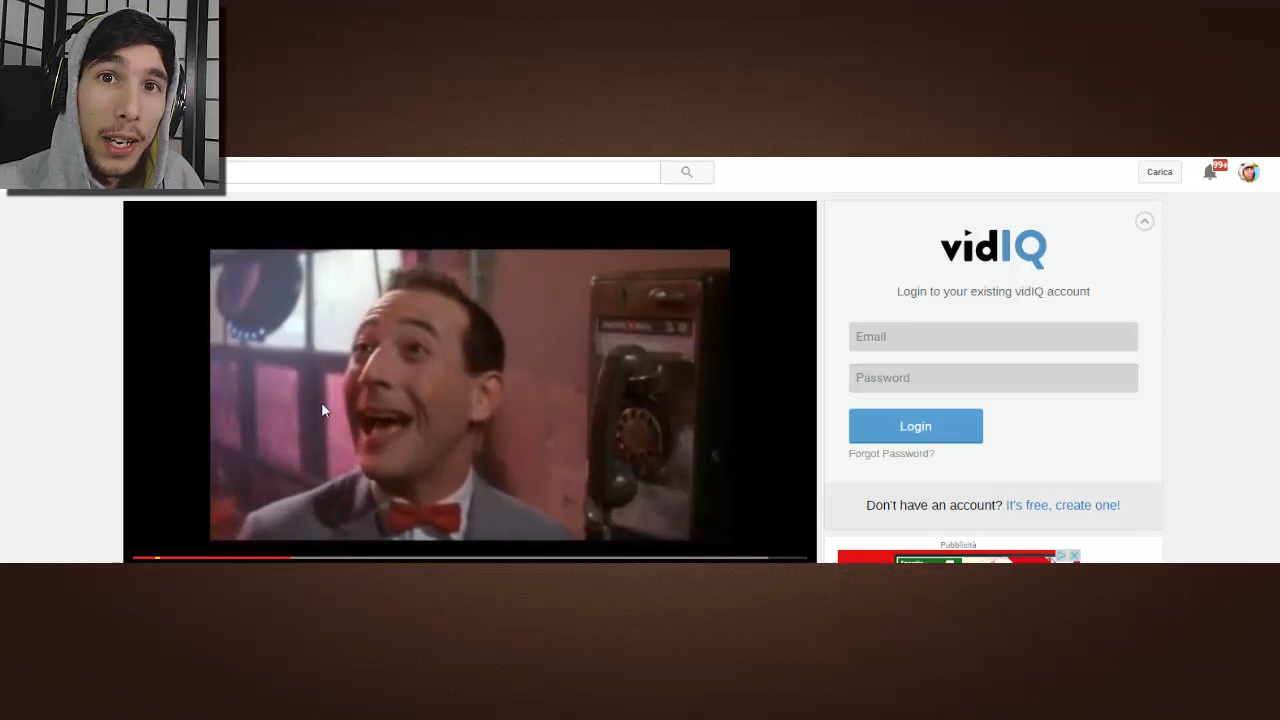 Carica
99+
vidIQ
Login to your existing vidIQ account
Email
Password
Login
Forgot Password?
Don't have an account? It's free, create one!
Pubblicità